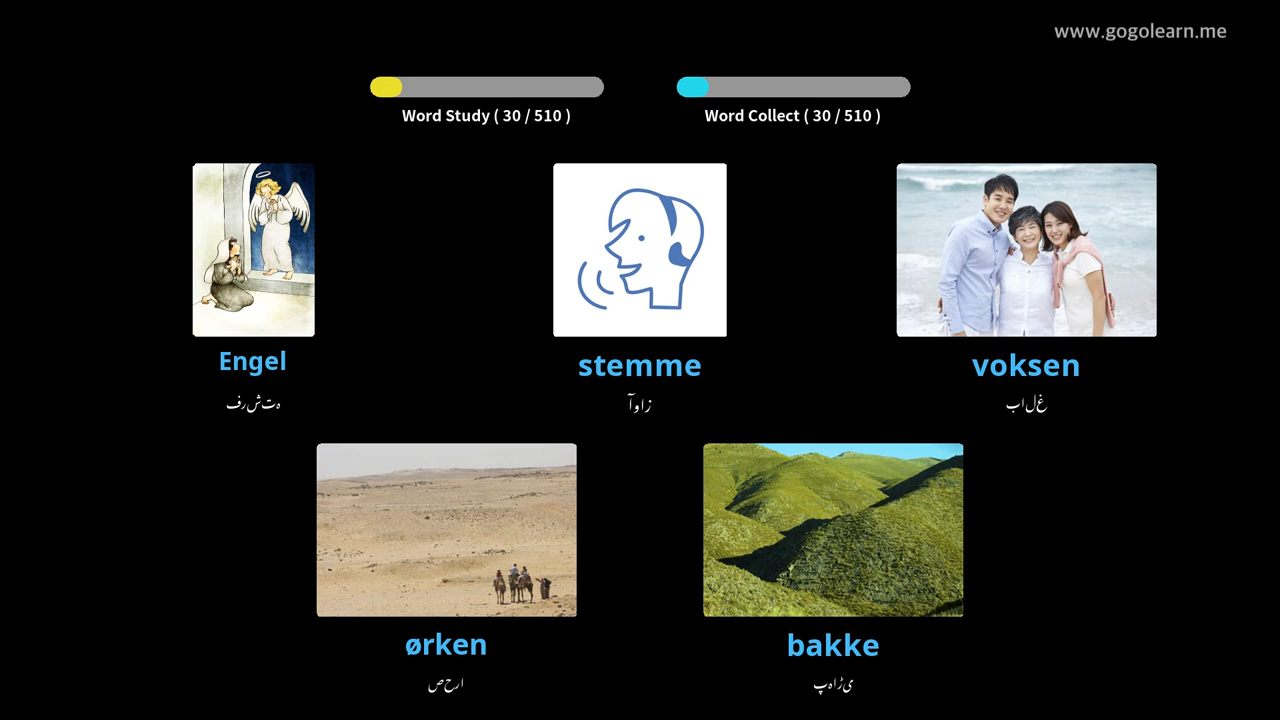 www.gogolearn.me
Word Study ( 30 / 510 )
Word Collect ( 30 / 510 )
Engel
stemme
voksen
ہتشرف
زاوآ
غلاب
ørken
bakke
ارحص
یڑاہپ